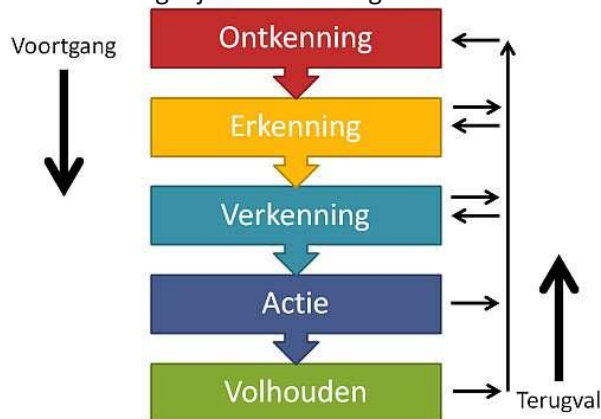 Ontkenning
Voortgang
Erkenning
Verkenning
Actie
Volhouden
Terugval